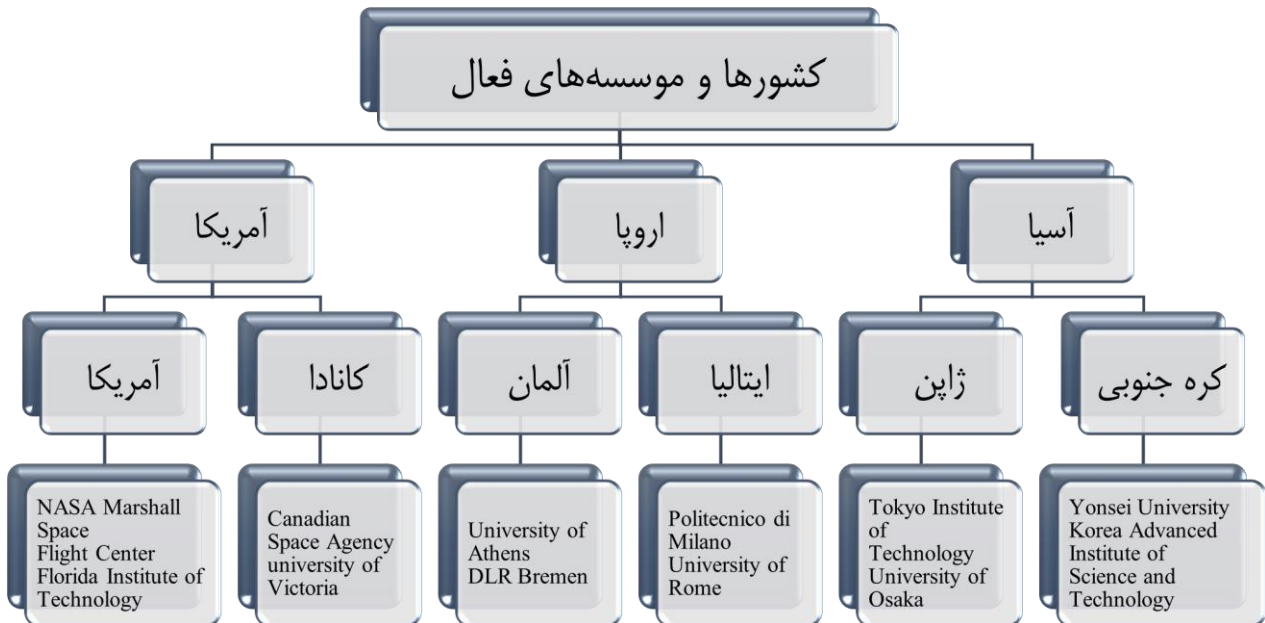 کشورها و موسسه‌های فعال
آسیا
اروپا
آمریکا
کره جنوبی
ژاپن
ایتالیا
آلمان
کانادا
آمریکا
Yonsei University
Korea Advanced
Institute of
Science and
Technology
Tokyo Institute
of
Technology
University of
Osaka
Politecnico di
Milano
University of
Rome
University of
Athens
DLR Bremen
Canadian
Space Agency
university of
Victoria
NASA Marshall
Space
Flight Center
Florida Institute of
Technology